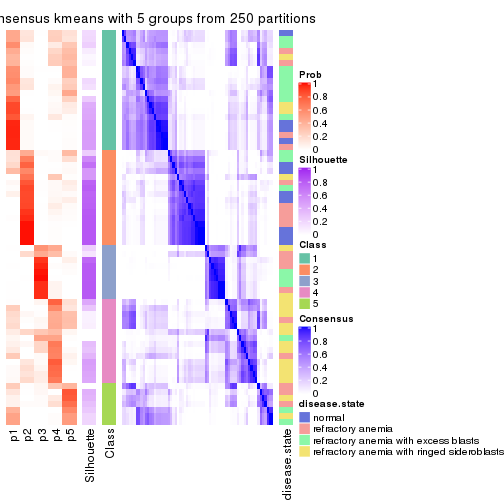 nsensus kmeans with 5 groups from 250 partitions
Prob
1
0.8
0.6
0.4
0.2
0
Silhouette
1
0.8
0.6
0.4
0.2
0
Class
1
2
3
4
5
Consensus
1
0.8
0.6
0.4
0.2
0
disease.state
normal
refractory anemia
refractory anemia with excess blasts
refractory anemia with ringed sideroblasts
p1
p2
p3
p4
p5
Silhouette
Class
disease.state